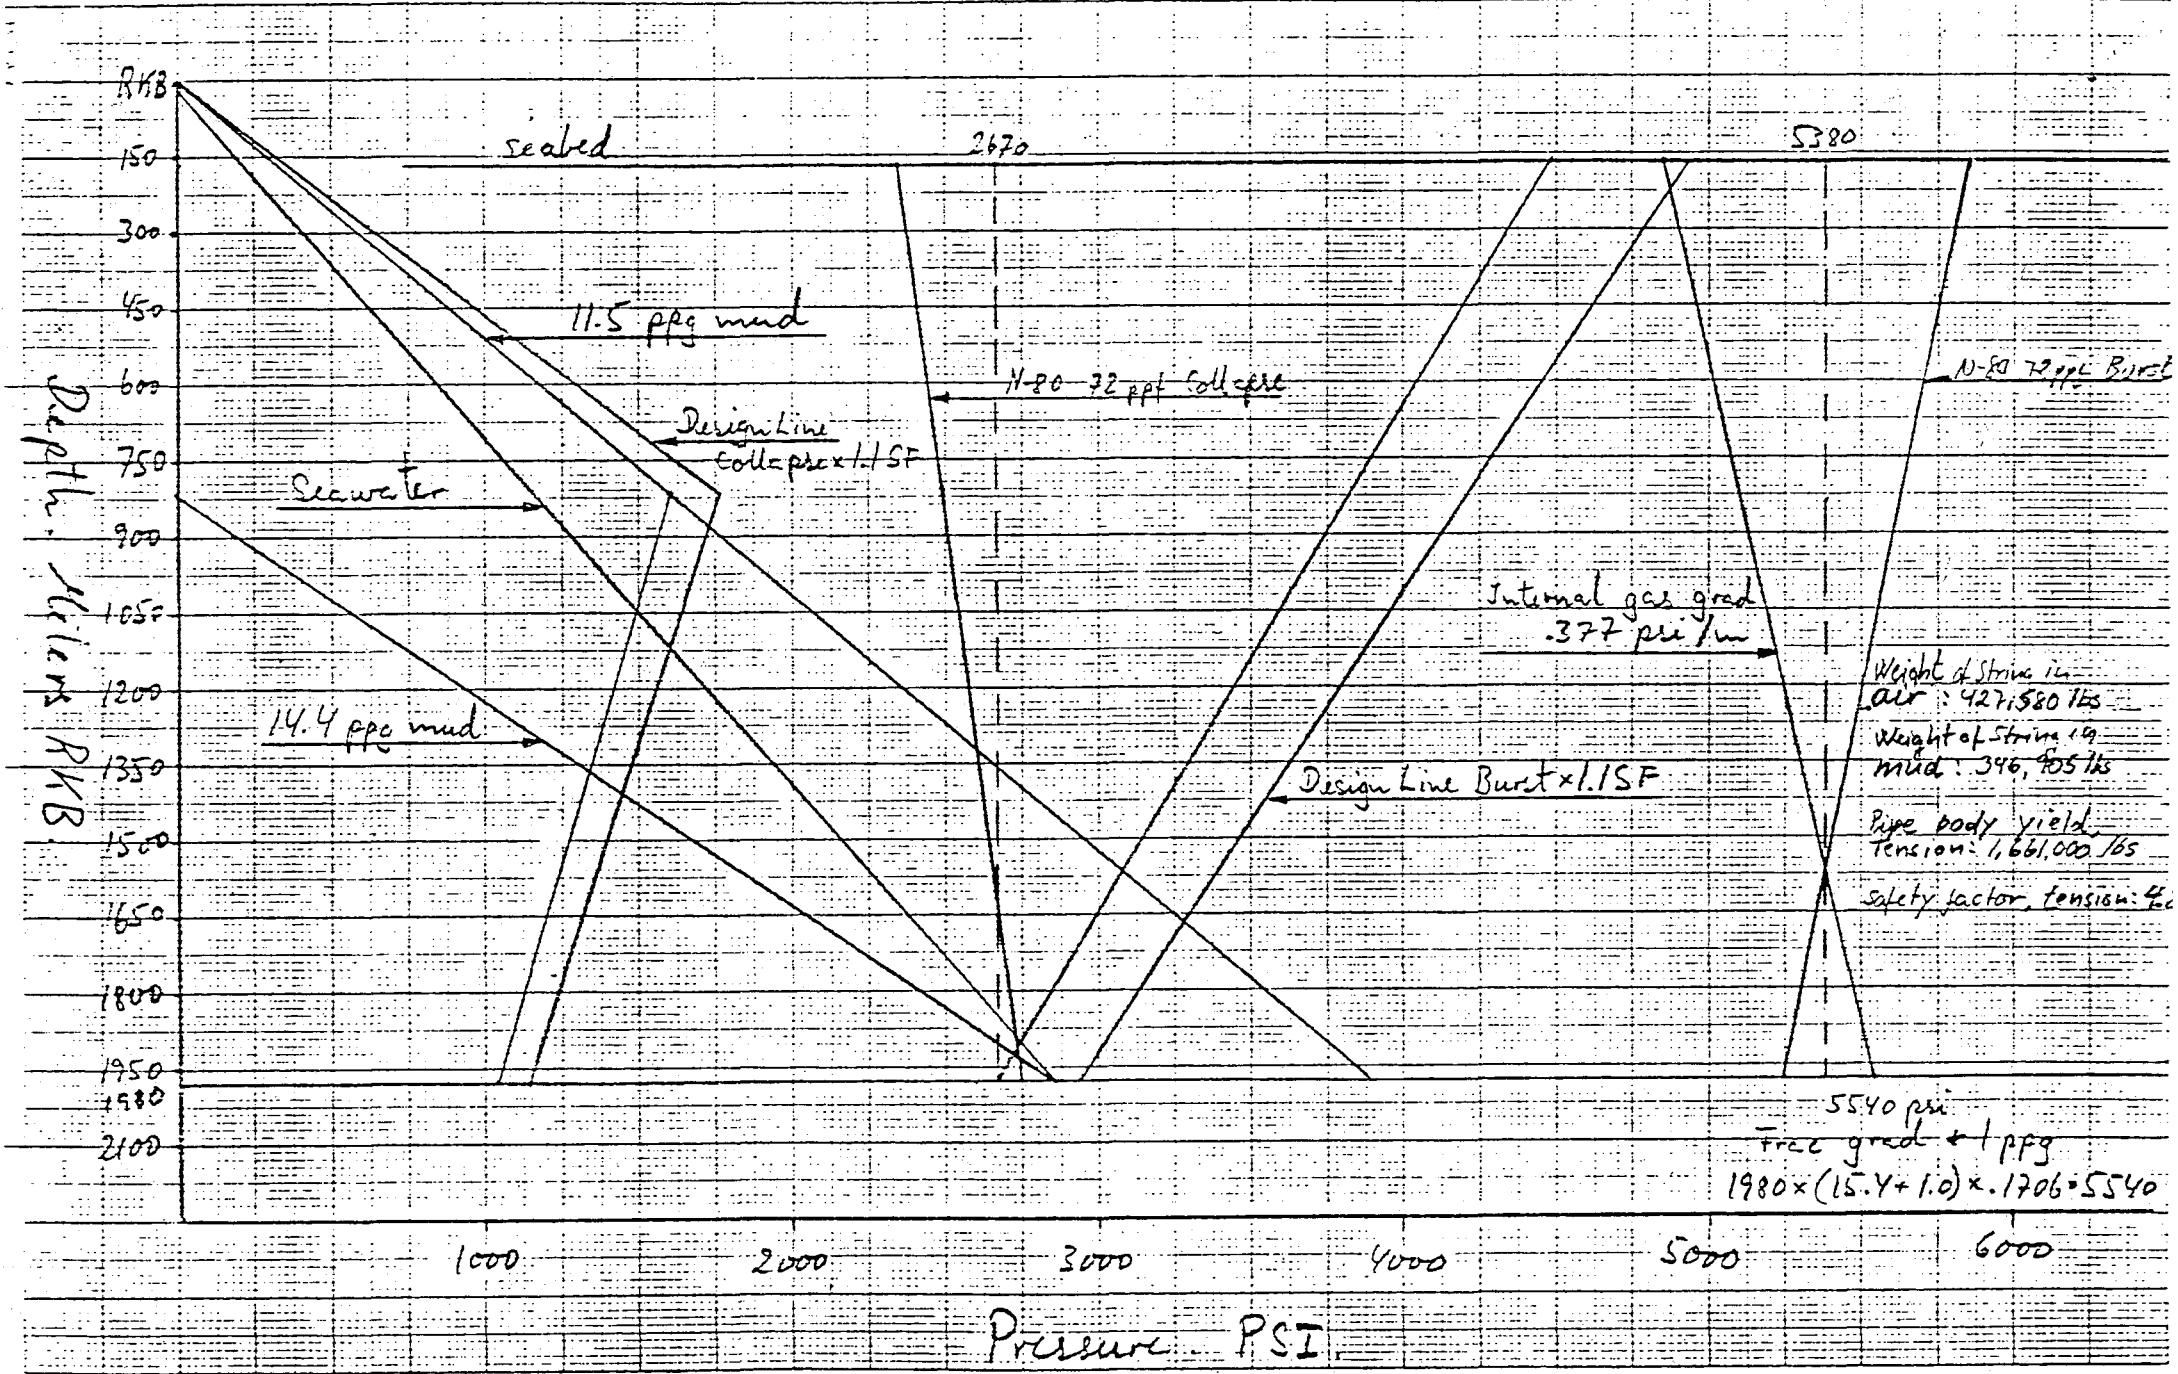 RKB
seabed
2670
5380
150
300
450
11.5 ppg mud
600
N-80 72 ppf Collapse
N-80 72 ppf Burst
Design Line
Collapse x 1.1 SF
750
Seawater
900
Internal gas grad
.377 psi/m
1050
Depth. Meters RKB.
Weight of String in
air : 427,580 lbs
1200
14.4 ppg mud
Weight of String in
mud : 346,905 lbs
1350
Design Line Burst x 1.1 SF
Pipe body yield,
Tension: 1,661,000 lbs
1500
Safety factor, tension:
1650
1800
1950
1980
5540 psi
Frac grad + 1 ppg
2100
1980 x (15.4 + 1.0) x .1706 = 5540
1000
2000
3000
4000
5000
6000
Pressure. PSI.